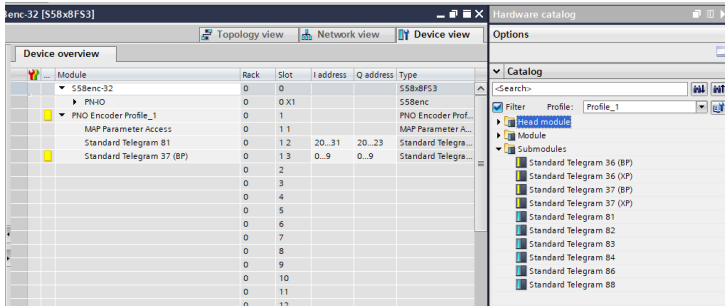 5enc-32 [S58x8FS3]
Topology view Network view Device view
Device overview
... Module Rack Slot I address Q address Type
S58enc-32 0 0 S58x8FS3
PN-IO 0 0 X1 S58enc
PNO Encoder Profile_1 0 1 PNO Encoder Prof...
MAP Parameter Access 0 1 1 MAP Parameter A...
Standard Telegram 81 0 1 2 20...31 20...23 Standard Telegra...
Standard Telegram 37 (BP) 0 1 3 0...9 0...9 Standard Telegra...
0 2
0 3
0 4
0 5
0 6
0 7
0 8
0 9
0 10
0 11
0 12
Hardware catalog
Options
Catalog
<Search>
Filter Profile: Profile_1
Head module
Module
Submodules
Standard Telegram 36 (BP)
Standard Telegram 36 (XP)
Standard Telegram 37 (BP)
Standard Telegram 37 (XP)
Standard Telegram 81
Standard Telegram 82
Standard Telegram 83
Standard Telegram 84
Standard Telegram 86
Standard Telegram 88